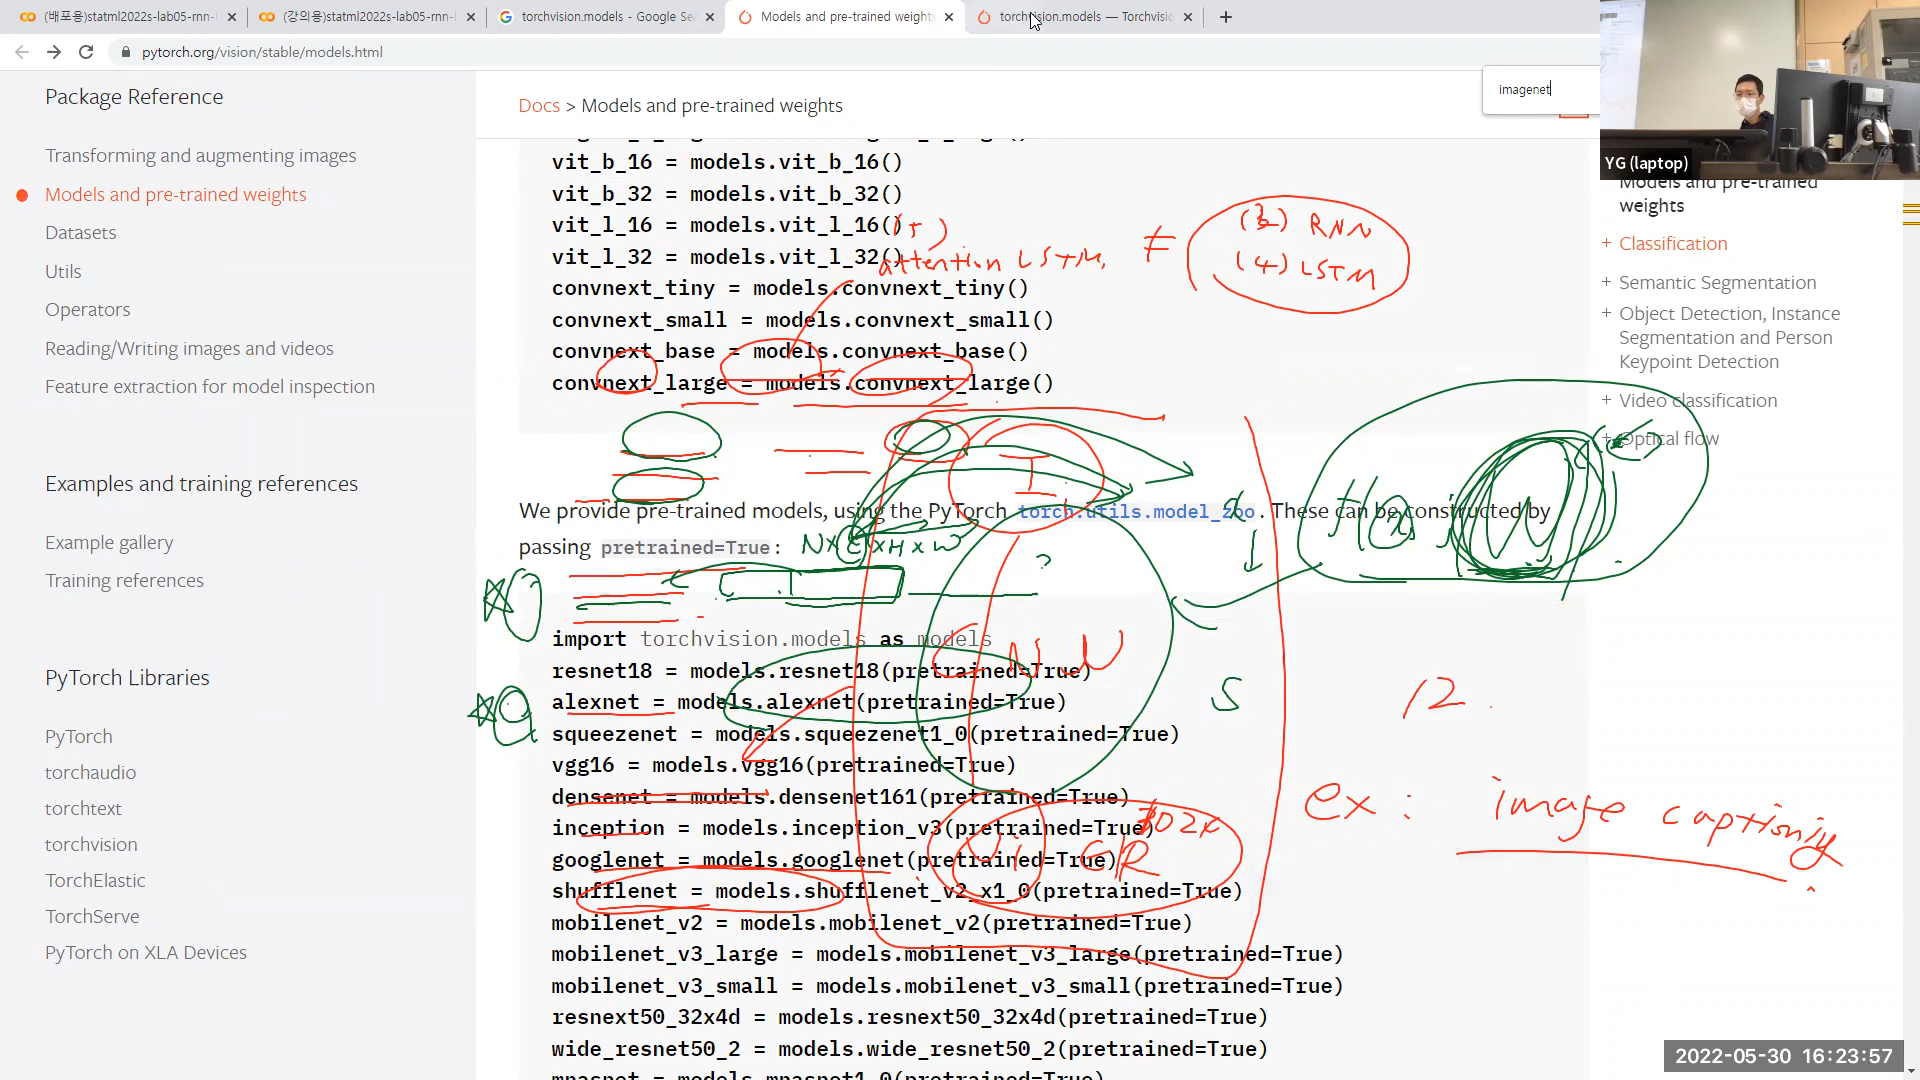 (배포용)statml2022s-lab05-rnn-
(강의용)statml2022s-lab05-rnn-
torchvision.models - Google Se
Models and pre-trained weights
torchvision.models — Torchvisio
pytorch.org/vision/stable/models.html
imagenet
YG (laptop)
Package Reference
Transforming and augmenting images
Models and pre-trained weights
Datasets
Utils
Operators
Reading/Writing images and videos
Feature extraction for model inspection
Examples and training references
Example gallery
Training references
PyTorch Libraries
PyTorch
torchaudio
torchtext
torchvision
TorchElastic
TorchServe
PyTorch on XLA Devices
Docs > Models and pre-trained weights
vit_b_16 = models.vit_b_16()
vit_b_32 = models.vit_b_32()
vit_l_16 = models.vit_l_16()
vit_l_32 = models.vit_l_32()
convnext_tiny = models.convnext_tiny()
convnext_small = models.convnext_small()
convnext_base = models.convnext_base()
convnext_large = models.convnext_large()
attention LSTM,
≠
RNN
(4) LSTM
We provide pre-trained models, using the PyTorch torch.utils.model_zoo. These can be constructed by
passing pretrained=True:
N×C×H×W
import torchvision.models as models
resnet18 = models.resnet18(pretrained=True)
alexnet = models.alexnet(pretrained=True)
squeezenet = models.squeezenet1_0(pretrained=True)
vgg16 = models.vgg16(pretrained=True)
densenet = models.densenet161(pretrained=True)
inception = models.inception_v3(pretrained=True)
googlenet = models.googlenet(pretrained=True)
shufflenet = models.shufflenet_v2_x1_0(pretrained=True)
mobilenet_v2 = models.mobilenet_v2(pretrained=True)
mobilenet_v3_large = models.mobilenet_v3_large(pretrained=True)
mobilenet_v3_small = models.mobilenet_v3_small(pretrained=True)
resnext50_32x4d = models.resnext50_32x4d(pretrained=True)
wide_resnet50_2 = models.wide_resnet50_2(pretrained=True)
mnasnet = models.mnasnet1_0(pretrained=True)
12
ex: image captioning
Models and pre-trained
weights
+ Classification
+ Semantic Segmentation
+ Object Detection, Instance
Segmentation and Person
Keypoint Detection
+ Video classification
+ Optical flow
2022-05-30 16:23:57